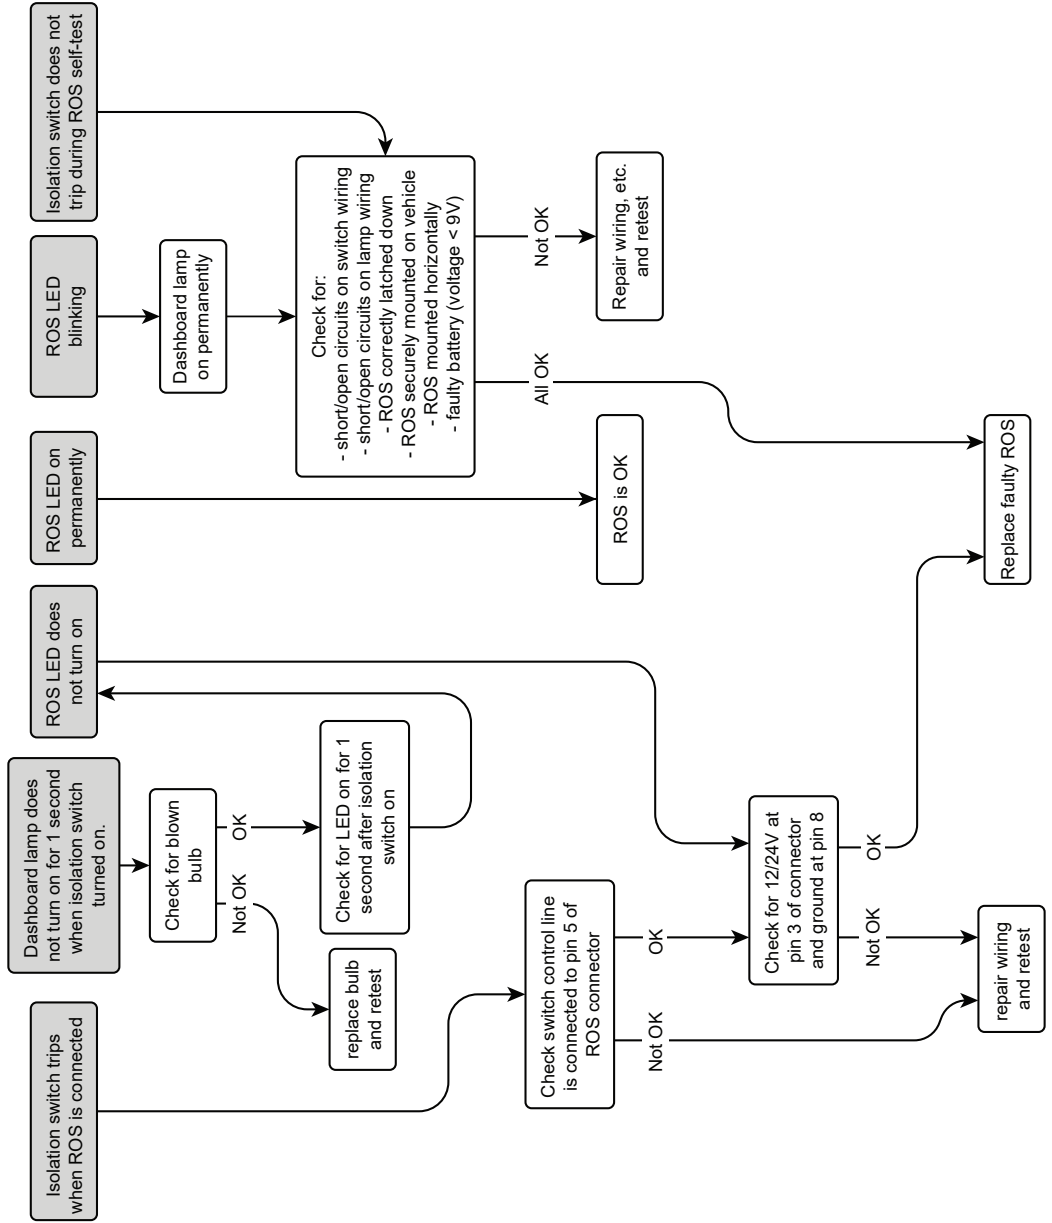 Isolation switch trips
when ROS is connected
Dashboard lamp does
not turn on for 1 second
when isolation switch
turned on.
ROS LED does
not turn on
ROS LED on
permanently
ROS LED
blinking
Isolation switch does not
trip during ROS self-test
Check for blown
bulb
Dashboard lamp
on permanently
Not OK
OK
replace bulb
and retest
Check for LED on for 1
second after isolation
switch on
Check for:
- short/open circuits on switch wiring
- short/open circuits on lamp wiring
- ROS correctly latched down
- ROS securely mounted on vehicle
- ROS mounted horizontally
- faulty battery (voltage < 9V)
Check switch control line
is connected to pin 5 of
ROS connector
All OK
Not OK
Not OK
OK
ROS is OK
Repair wiring, etc.
and retest
Check for 12/24V at
pin 3 of connector
and ground at pin 8
Not OK
OK
repair wiring
and retest
Replace faulty ROS